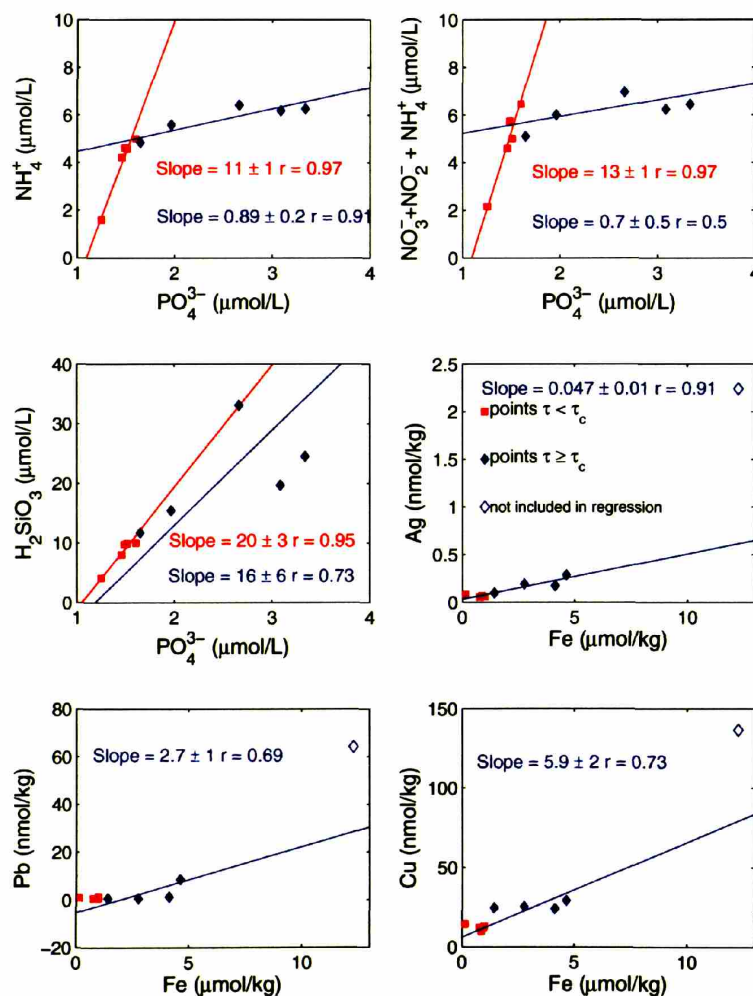 10
8
6
4
2
0
NH₄⁺ (μmol/L)
Slope = 11 ± 1 r = 0.97
Slope = 0.89 ± 0.2 r = 0.91
1
2
3
4
PO₄³⁻ (μmol/L)
10
8
6
4
2
0
NO₃⁻+NO₂⁻ + NH₄⁺ (μmol/L)
Slope = 13 ± 1 r = 0.97
Slope = 0.7 ± 0.5 r = 0.5
1
2
3
4
PO₄³⁻ (μmol/L)
40
30
20
10
0
H₂SiO₃ (μmol/L)
Slope = 20 ± 3 r = 0.95
Slope = 16 ± 6 r = 0.73
1
2
3
4
PO₄³⁻ (μmol/L)
2.5
2
1.5
1
0.5
0
Ag (nmol/kg)
Slope = 0.047 ± 0.01 r = 0.91
points τ < τc
points τ ≥ τc
not included in regression
0
5
10
Fe (μmol/kg)
80
60
40
20
0
−20
Pb (nmol/kg)
Slope = 2.7 ± 1 r = 0.69
0
5
10
Fe (μmol/kg)
150
100
50
0
Cu (nmol/kg)
Slope = 5.9 ± 2 r = 0.73
0
5
10
Fe (μmol/kg)